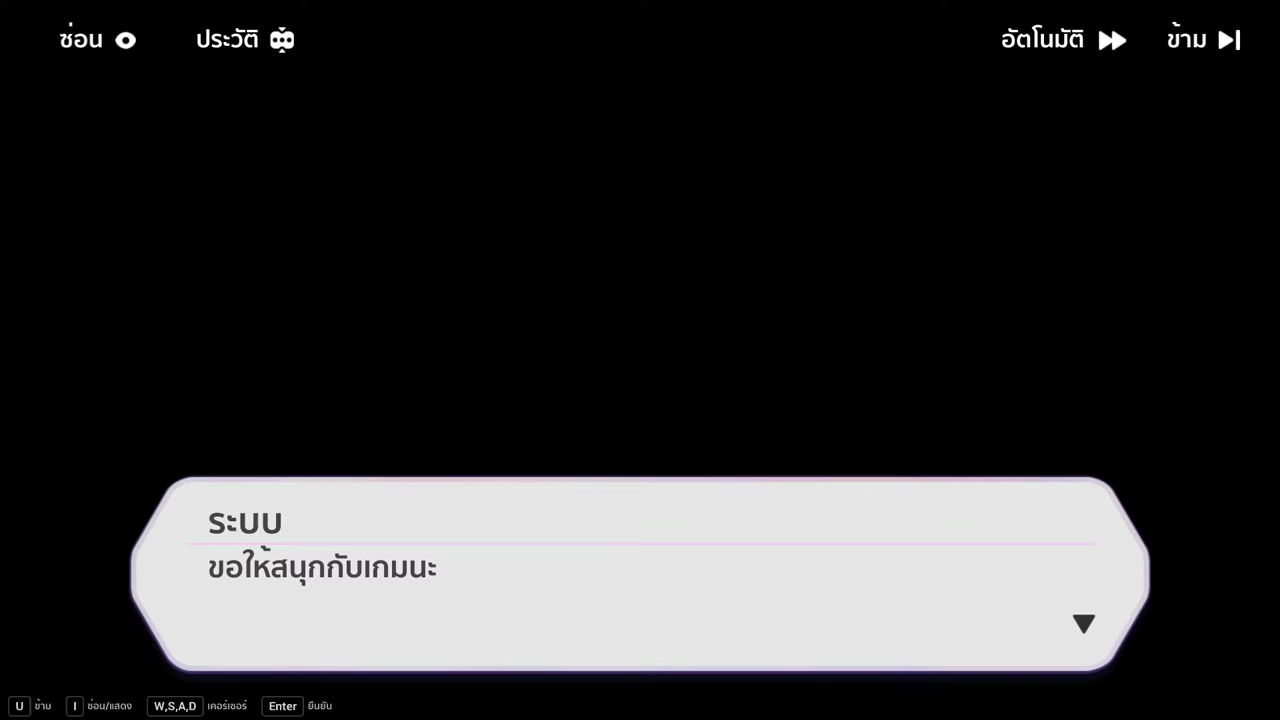 ซ่อน ประวัติ อัตโนมัติ ข้าม
ระบบ
ขอให้สนุกกับเกมนะ
U ข้าม I ซ่อน/แสดง W,S,A,D เคอร์เซอร์ Enter ยืนยัน